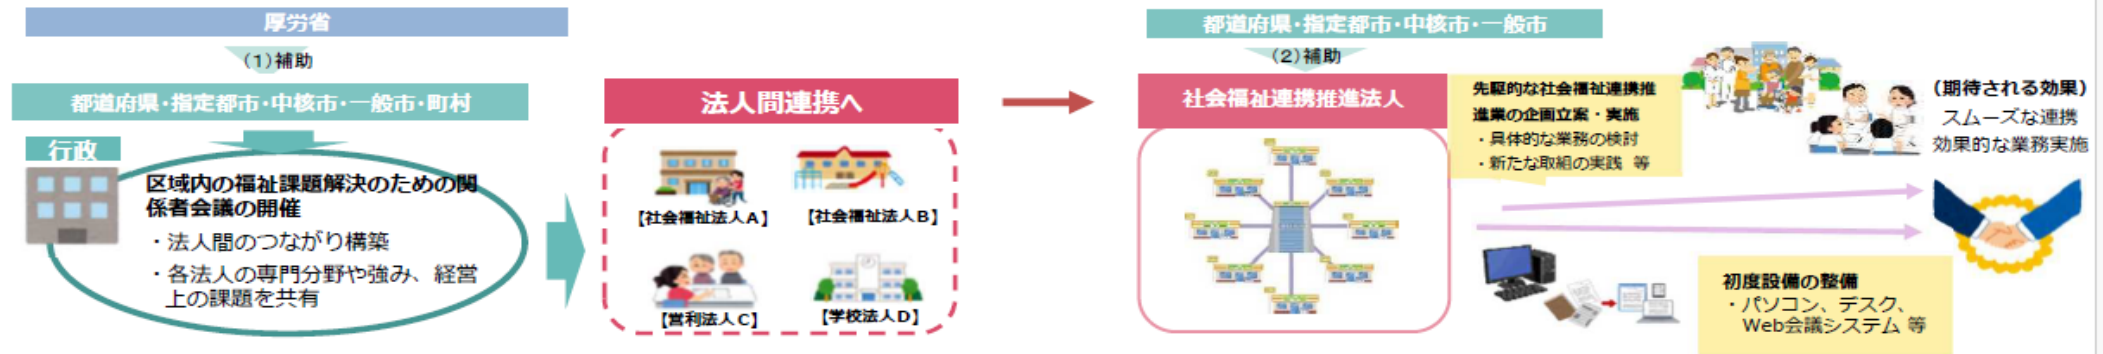 厚労省
(1)補助
都道府県・指定都市・中核市・一般市・町村
行政
区域内の福祉課題解決のための関
係者会議の開催
・法人間のつながり構築
・各法人の専門分野や強み、経営
上の課題を共有
法人間連携へ
【社会福祉法人A】
【社会福祉法人B】
【営利法人C】
【学校法人D】
都道府県・指定都市・中核市・一般市
(2)補助
社会福祉連携推進法人
先駆的な社会福祉連携推
進業の企画立案・実施
・具体的な業務の検討
・新たな取組の実践 等
(期待される効果)
スムーズな連携
効果的な業務実施
初度設備の整備
・パソコン、デスク、
Web会議システム 等